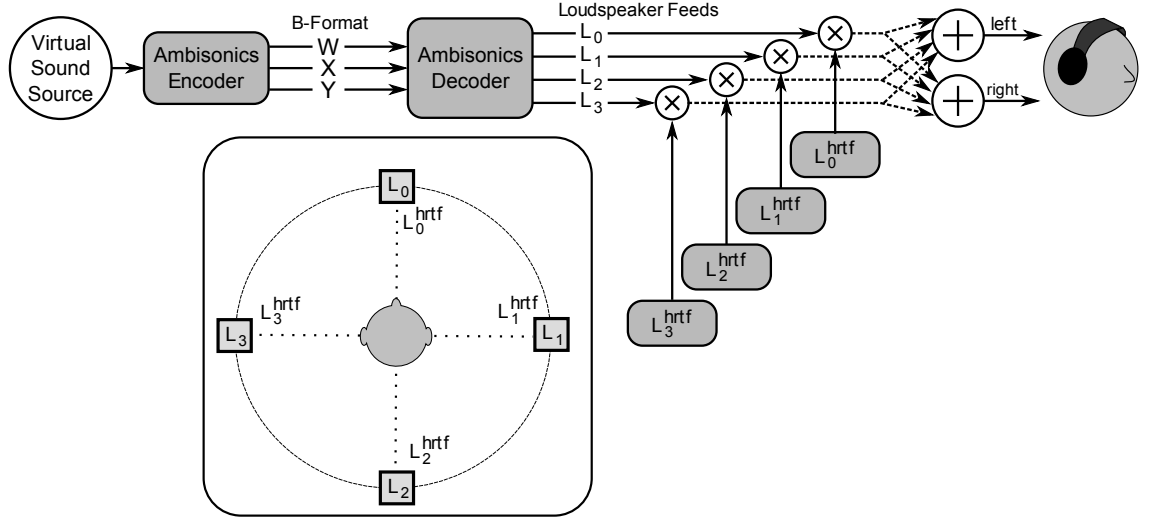 Virtual
Sound
Source
Ambisonics
Encoder
B-Format
W
X
Y
Ambisonics
Decoder
Loudspeaker Feeds
L0
L1
L2
L3
left
right
L0hrtf
L1hrtf
L2hrtf
L3hrtf
L0
L0hrtf
L3hrtf
L1hrtf
L3
L1
L2hrtf
L2